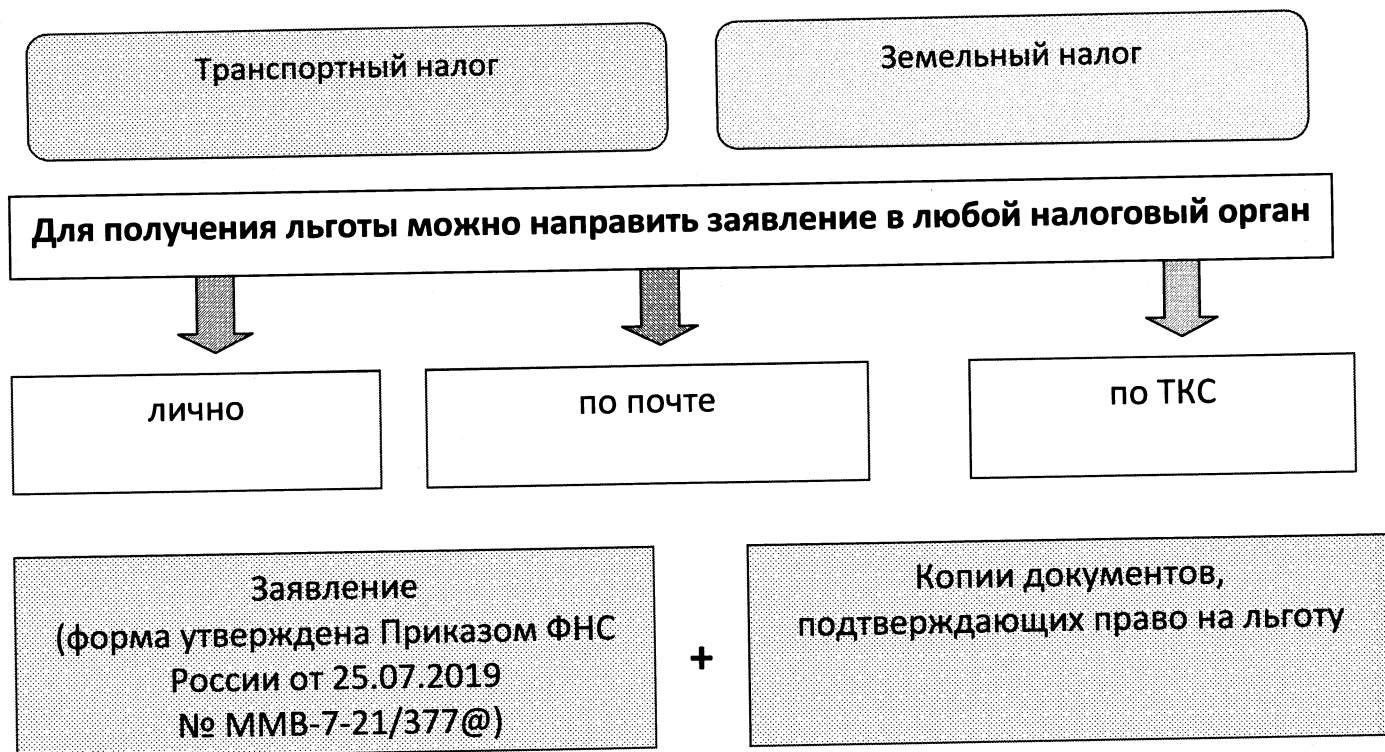 Транспортный налог
Земельный налог
Для получения льготы можно направить заявление в любой налоговый орган
лично
по почте
по ТКС
Заявление
(форма утверждена Приказом ФНС
России от 25.07.2019
№ ММВ-7-21/377@)
+
Копии документов,
подтверждающих право на льготу